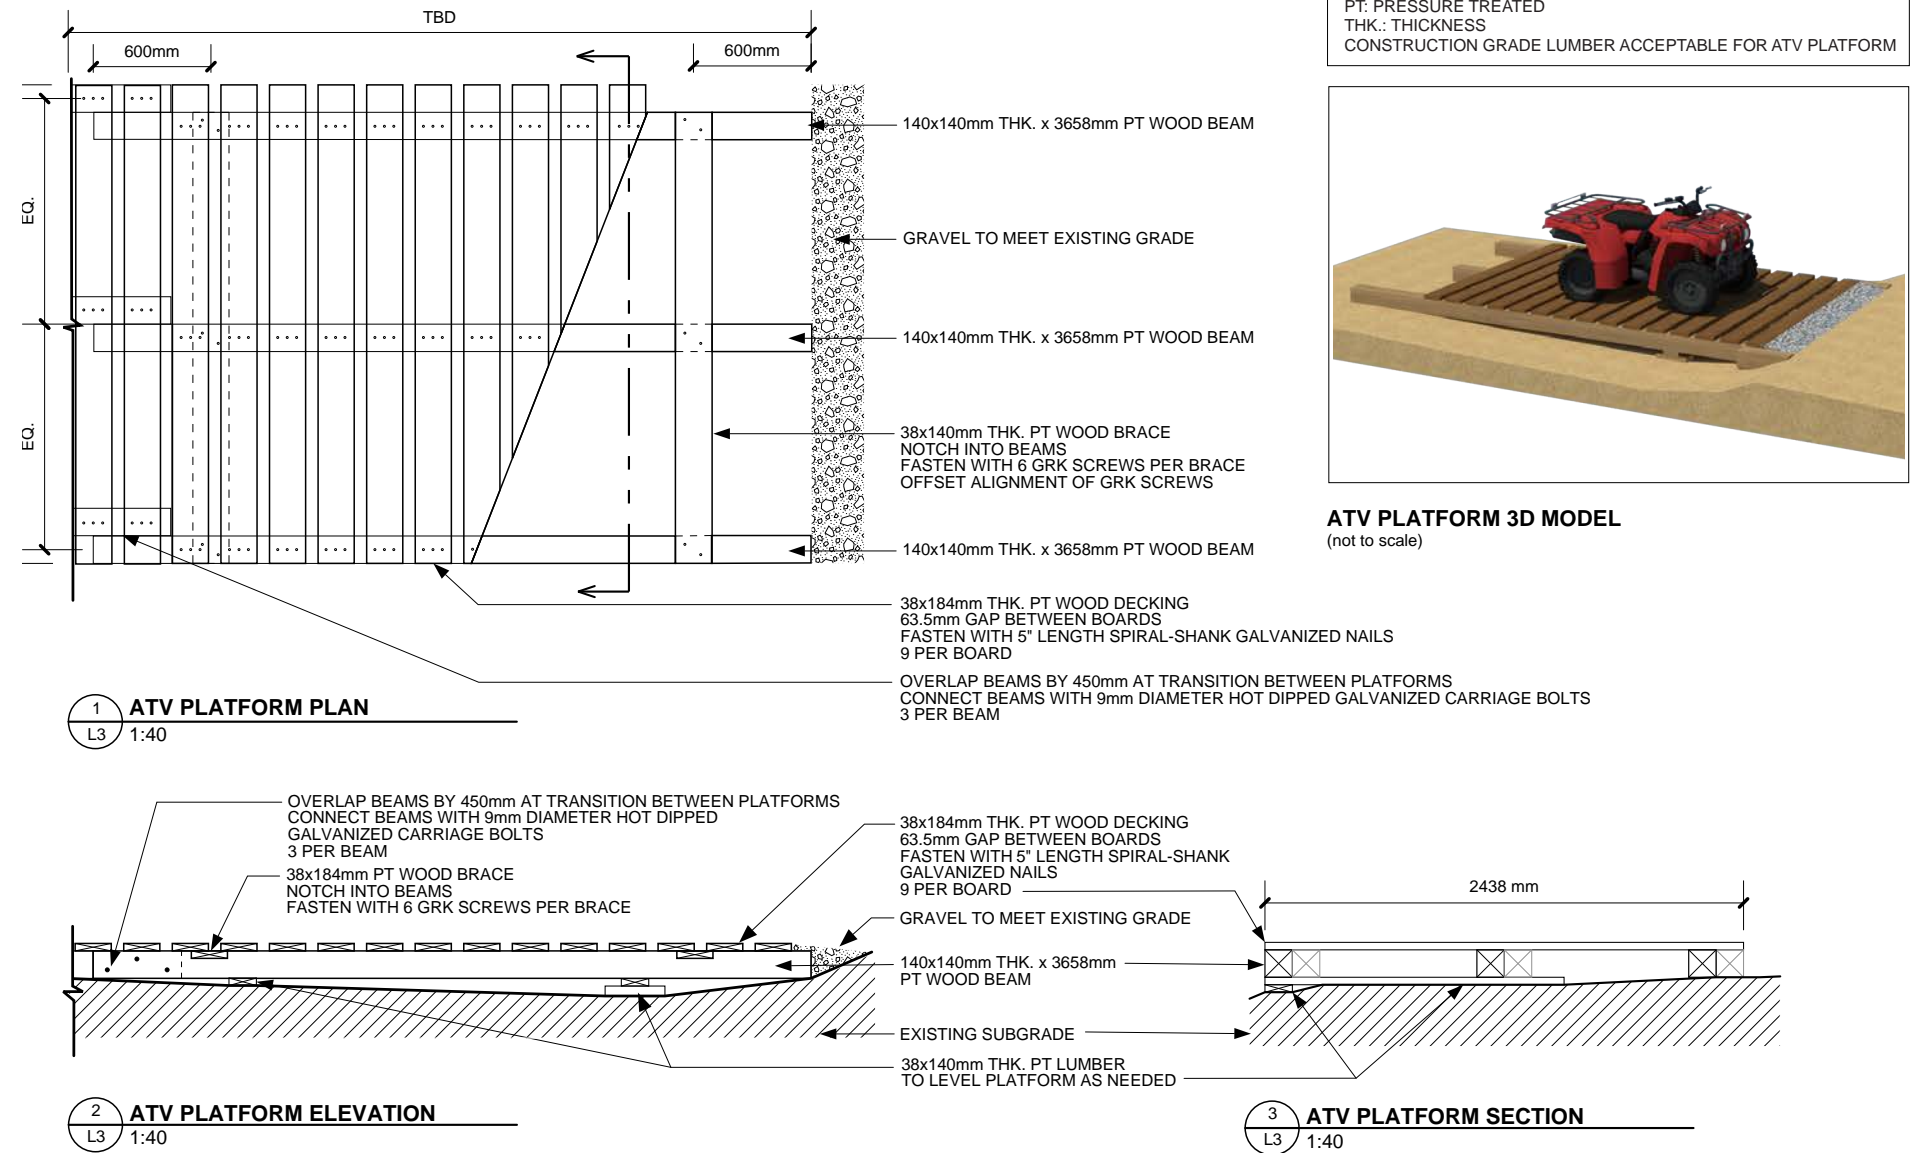 PT: PRESSURE TREATED
THK.: THICKNESS
CONSTRUCTION GRADE LUMBER ACCEPTABLE FOR ATV PLATFORM
TBD
600mm
600mm
EQ.
EQ.
140x140mm THK. x 3658mm PT WOOD BEAM
GRAVEL TO MEET EXISTING GRADE
140x140mm THK. x 3658mm PT WOOD BEAM
38x140mm THK. PT WOOD BRACE
NOTCH INTO BEAMS
FASTEN WITH 6 GRK SCREWS PER BRACE
OFFSET ALIGNMENT OF GRK SCREWS
140x140mm THK. x 3658mm PT WOOD BEAM
38x184mm THK. PT WOOD DECKING
63.5mm GAP BETWEEN BOARDS
FASTEN WITH 5" LENGTH SPIRAL-SHANK GALVANIZED NAILS
9 PER BOARD
OVERLAP BEAMS BY 450mm AT TRANSITION BETWEEN PLATFORMS
CONNECT BEAMS WITH 9mm DIAMETER HOT DIPPED GALVANIZED CARRIAGE BOLTS
3 PER BEAM
1
L3
ATV PLATFORM PLAN
1:40
ATV PLATFORM 3D MODEL
(not to scale)
OVERLAP BEAMS BY 450mm AT TRANSITION BETWEEN PLATFORMS
CONNECT BEAMS WITH 9mm DIAMETER HOT DIPPED
GALVANIZED CARRIAGE BOLTS
3 PER BEAM
38x184mm PT WOOD BRACE
NOTCH INTO BEAMS
FASTEN WITH 6 GRK SCREWS PER BRACE
38x184mm THK. PT WOOD DECKING
63.5mm GAP BETWEEN BOARDS
FASTEN WITH 5" LENGTH SPIRAL-SHANK
GALVANIZED NAILS
9 PER BOARD
GRAVEL TO MEET EXISTING GRADE
140x140mm THK. x 3658mm
PT WOOD BEAM
EXISTING SUBGRADE
38x140mm THK. PT LUMBER
TO LEVEL PLATFORM AS NEEDED
2438 mm
2
L3
ATV PLATFORM ELEVATION
1:40
3
L3
ATV PLATFORM SECTION
1:40